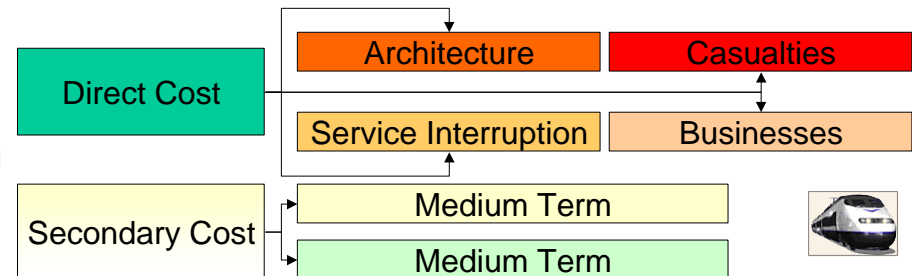 Architecture
Casualties
Direct Cost
Service Interruption
Businesses
Medium Term
Secondary Cost
Medium Term